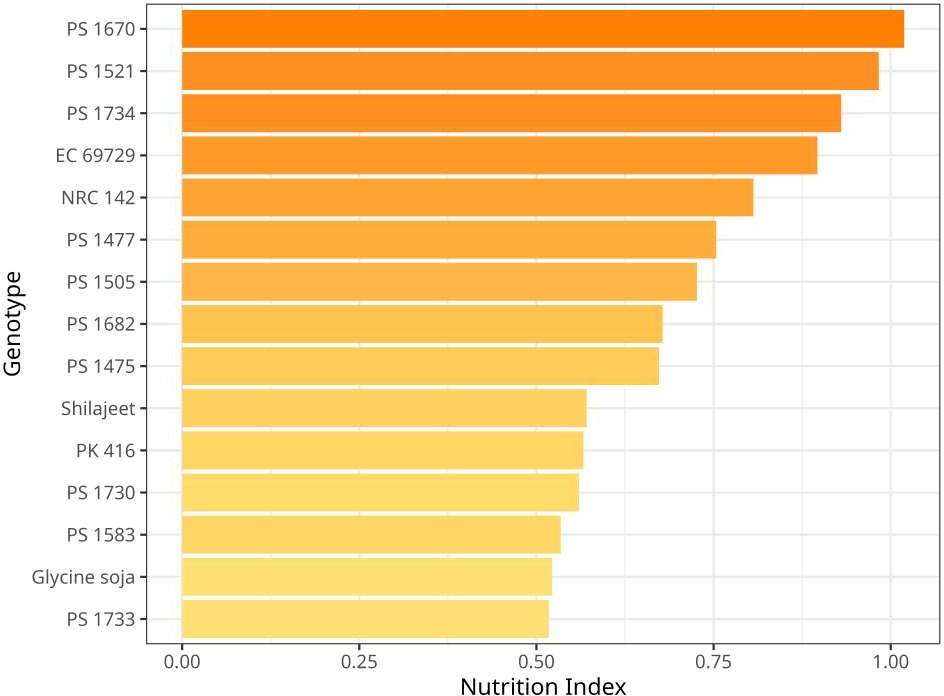 PS 1670
PS 1521
PS 1734
EC 69729
NRC 142
PS 1477
PS 1505
PS 1682
PS 1475
Shilajeet
PK 416
PS 1730
PS 1583
Glycine soja
PS 1733
Genotype
0.00 0.25 0.50 0.75 1.00
Nutrition Index